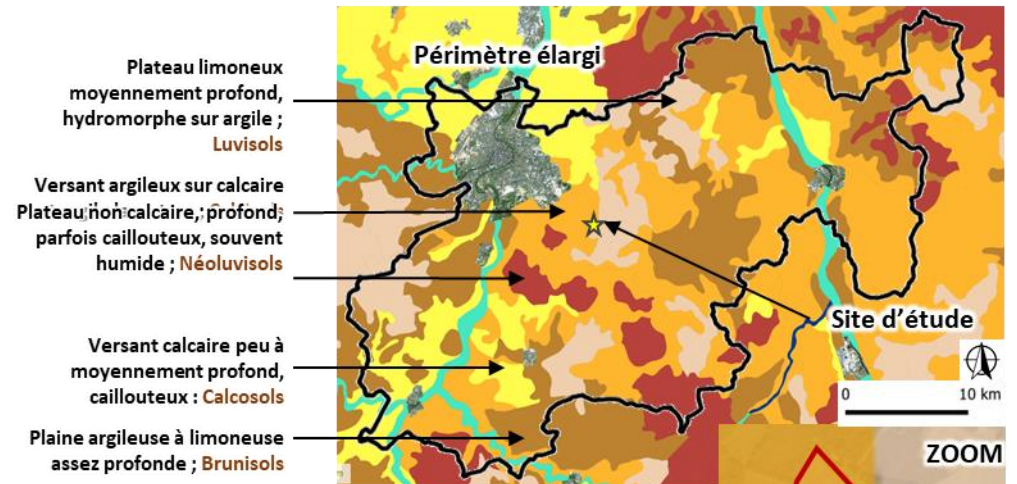 Périmètre élargi
Plateau limoneux
moyennement profond,
hydromorphe sur argile ;
Luvisols
Versant argileux sur calcaire
Plateau non calcaire, profond,
parfois caillouteux, souvent
humide ; Néoluvisols
Site d'étude
Versant calcaire peu à
moyennement profond,
caillouteux : Calcosols
0 10 km
Plaine argileuse à limoneuse
assez profonde ; Brunisols
ZOOM